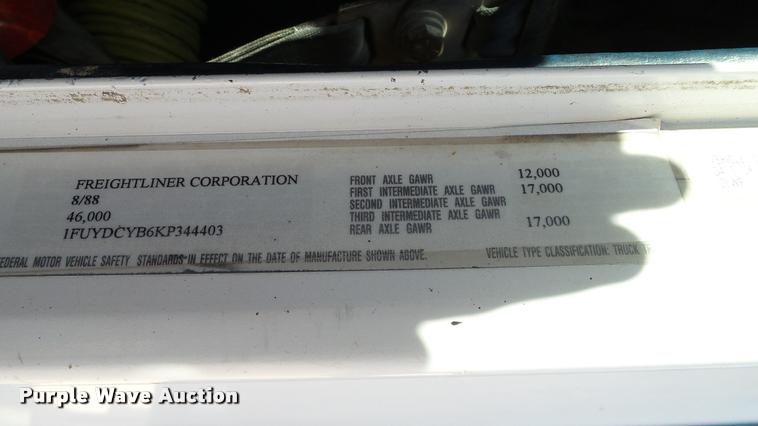 FREIGHTLINER CORPORATION
8/88
46,000
1FUYDCYB6KP344403
FRONT AXLE GAWR 12,000
FIRST INTERMEDIATE AXLE GAWR 17,000
SECOND INTERMEDIATE AXLE GAWR
THIRD INTERMEDIATE AXLE GAWR
REAR AXLE GAWR 17,000
FEDERAL MOTOR VEHICLE SAFETY STANDARDS IN EFFECT ON THE DATE OF MANUFACTURE SHOWN ABOVE. VEHICLE TYPE CLASSIFICATION: TRUCK
Purple Wave Auction